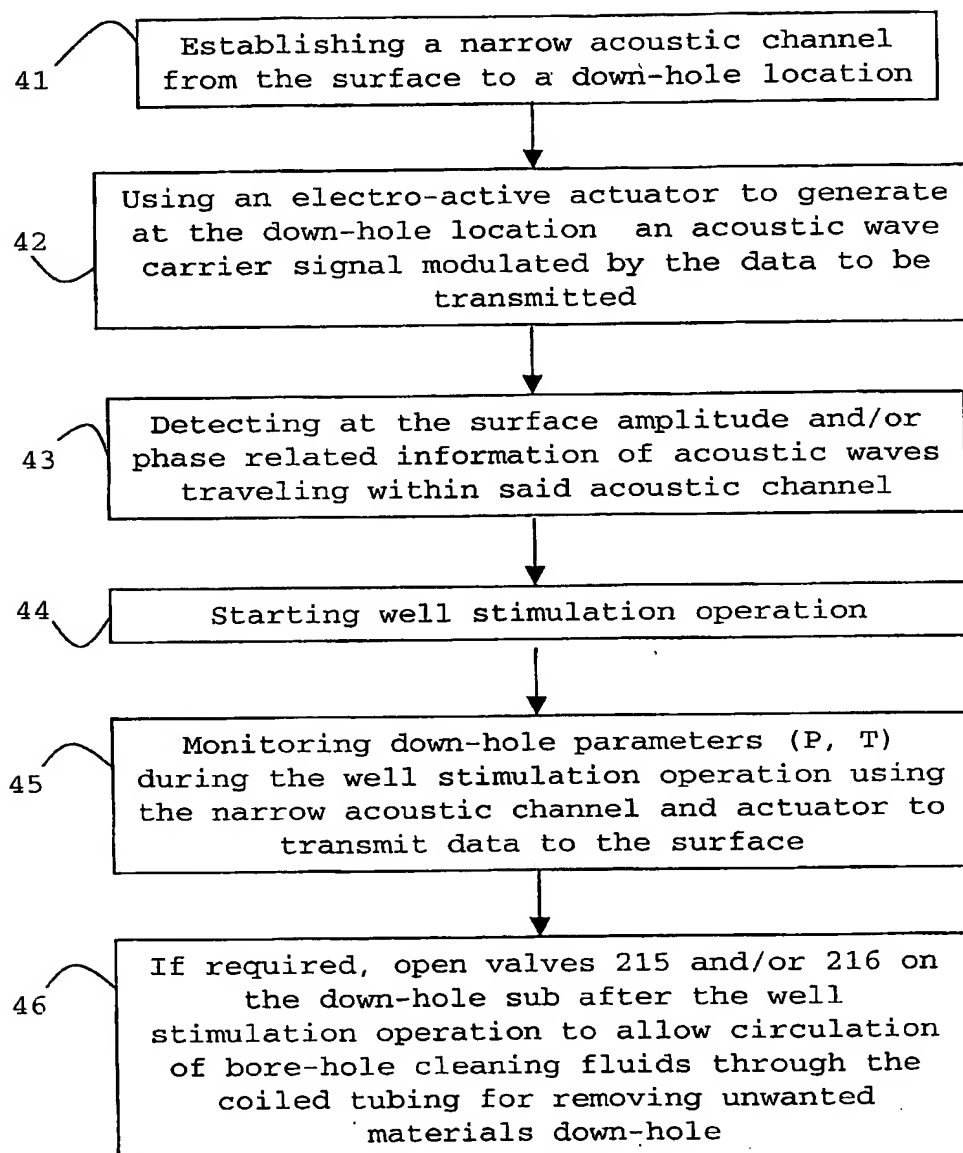 41
Establishing a narrow acoustic channel
from the surface to a down-hole location
42
Using an electro-active actuator to generate
at the down-hole location an acoustic wave
carrier signal modulated by the data to be
transmitted
43
Detecting at the surface amplitude and/or
phase related information of acoustic waves
traveling within said acoustic channel
44
Starting well stimulation operation
45
Monitoring down-hole parameters (P, T)
during the well stimulation operation using
the narrow acoustic channel and actuator to
transmit data to the surface
46
If required, open valves 215 and/or 216 on
the down-hole sub after the well
stimulation operation to allow circulation
of bore-hole cleaning fluids through the
coiled tubing for removing unwanted
materials down-hole